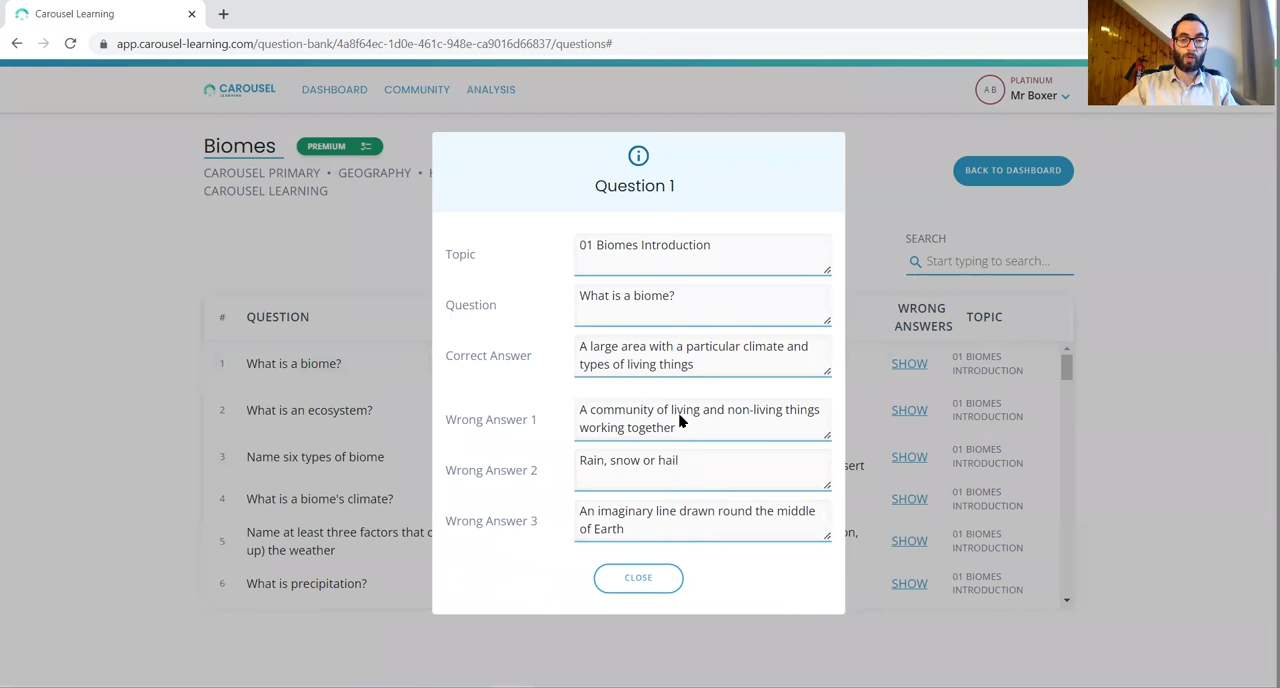 Carousel Learning
app.carousel-learning.com/question-bank/4a8f64ec-1d0e-461c-948e-ca9016d66837/questions#
CAROUSEL
LEARNING
DASHBOARD
COMMUNITY
ANALYSIS
A B
PLATINUM
Mr Boxer
Biomes
PREMIUM
CAROUSEL PRIMARY • GEOGRAPHY •
CAROUSEL LEARNING
BACK TO DASHBOARD
SEARCH
Start typing to search...
# QUESTION
WRONG
ANSWERS
TOPIC
1 What is a biome?
SHOW
01 BIOMES
INTRODUCTION
2 What is an ecosystem?
SHOW
01 BIOMES
INTRODUCTION
3 Name six types of biome
SHOW
01 BIOMES
INTRODUCTION
4 What is a biome's climate?
SHOW
01 BIOMES
INTRODUCTION
5 Name at least three factors that
up) the weather
SHOW
01 BIOMES
INTRODUCTION
6 What is precipitation?
SHOW
01 BIOMES
INTRODUCTION
Question 1
Topic
01 Biomes Introduction
Question
What is a biome?
Correct Answer
A large area with a particular climate and
types of living things
Wrong Answer 1
A community of living and non-living things
working together
Wrong Answer 2
Rain, snow or hail
Wrong Answer 3
An imaginary line drawn round the middle
of Earth
CLOSE